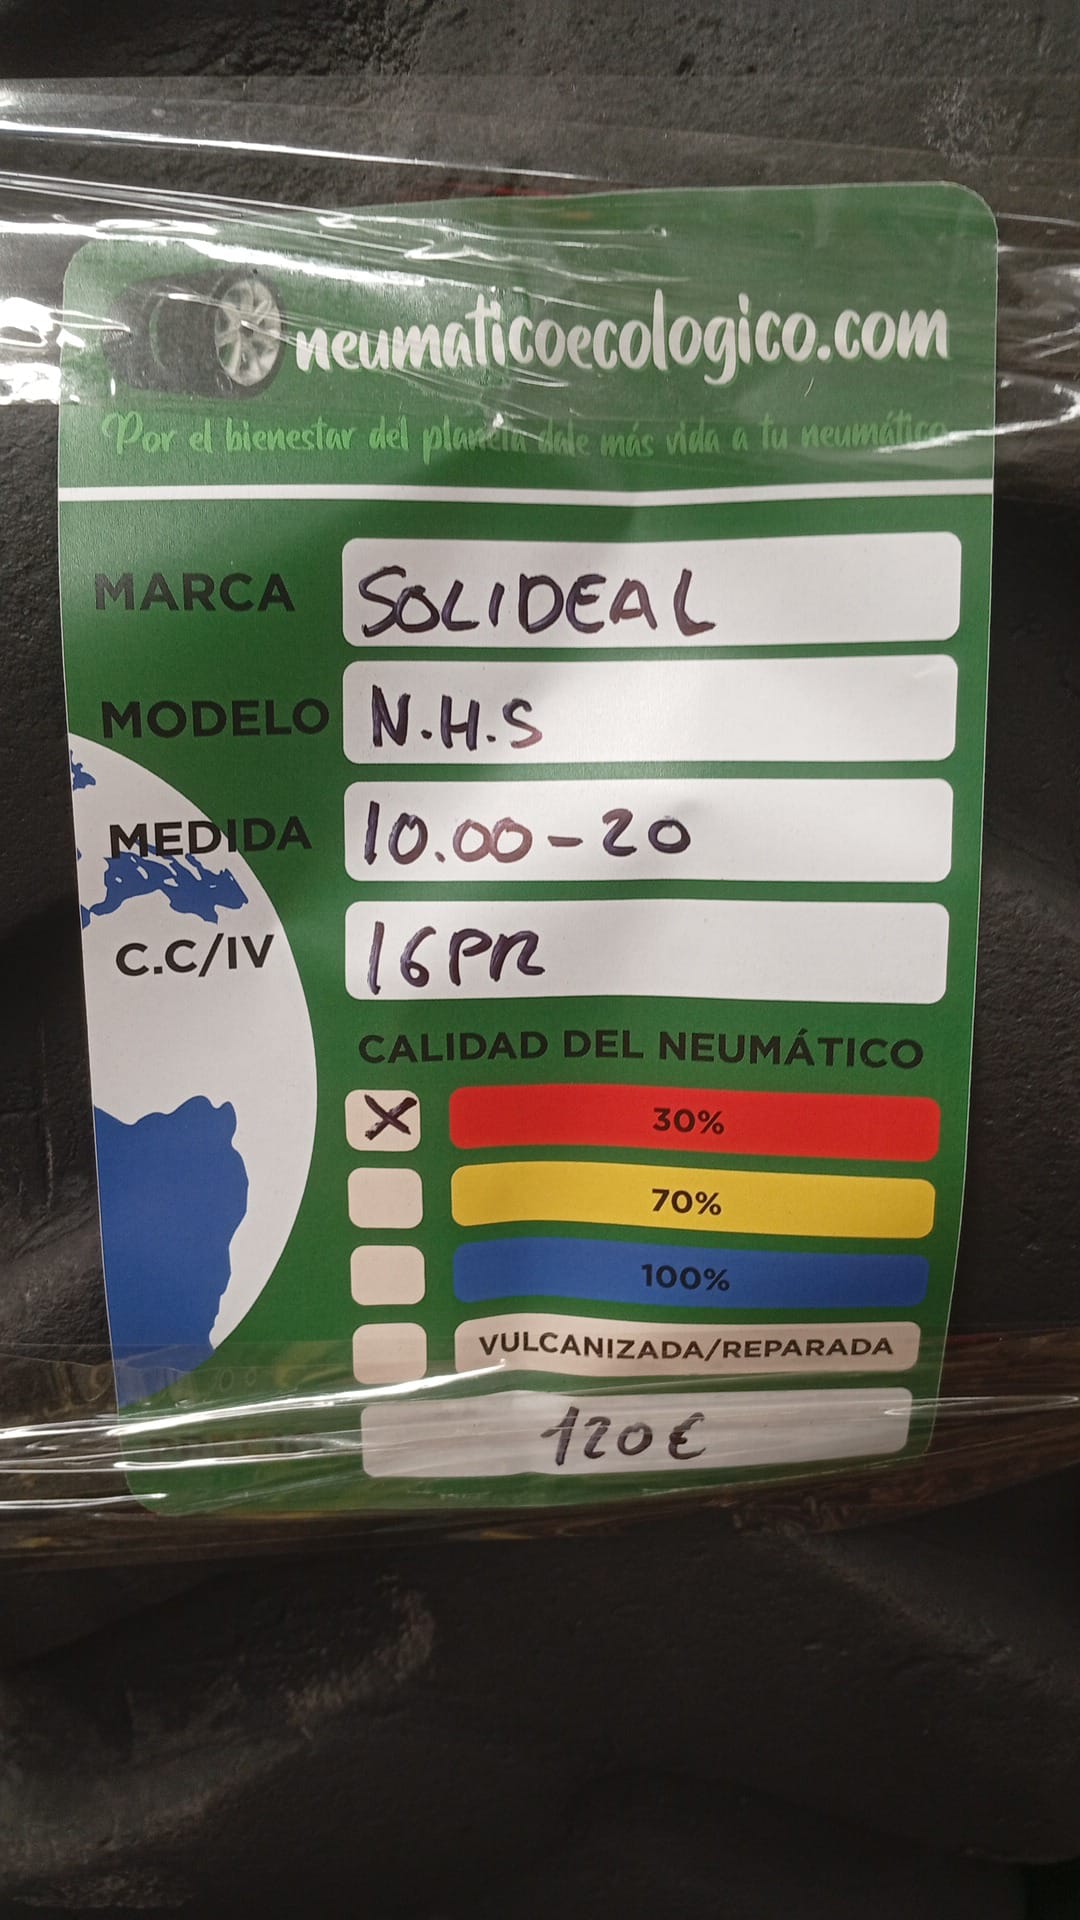 neumaticoecologico.com
Por el bienestar del planeta dale más vida a tu neumático
MARCA SOLIDEAL
MODELO N.H.S
MEDIDA 10.00-20
C.C/IV 16PR
CALIDAD DEL NEUMÁTICO
X 30%
70%
100%
VULCANIZADA/REPARADA
120€